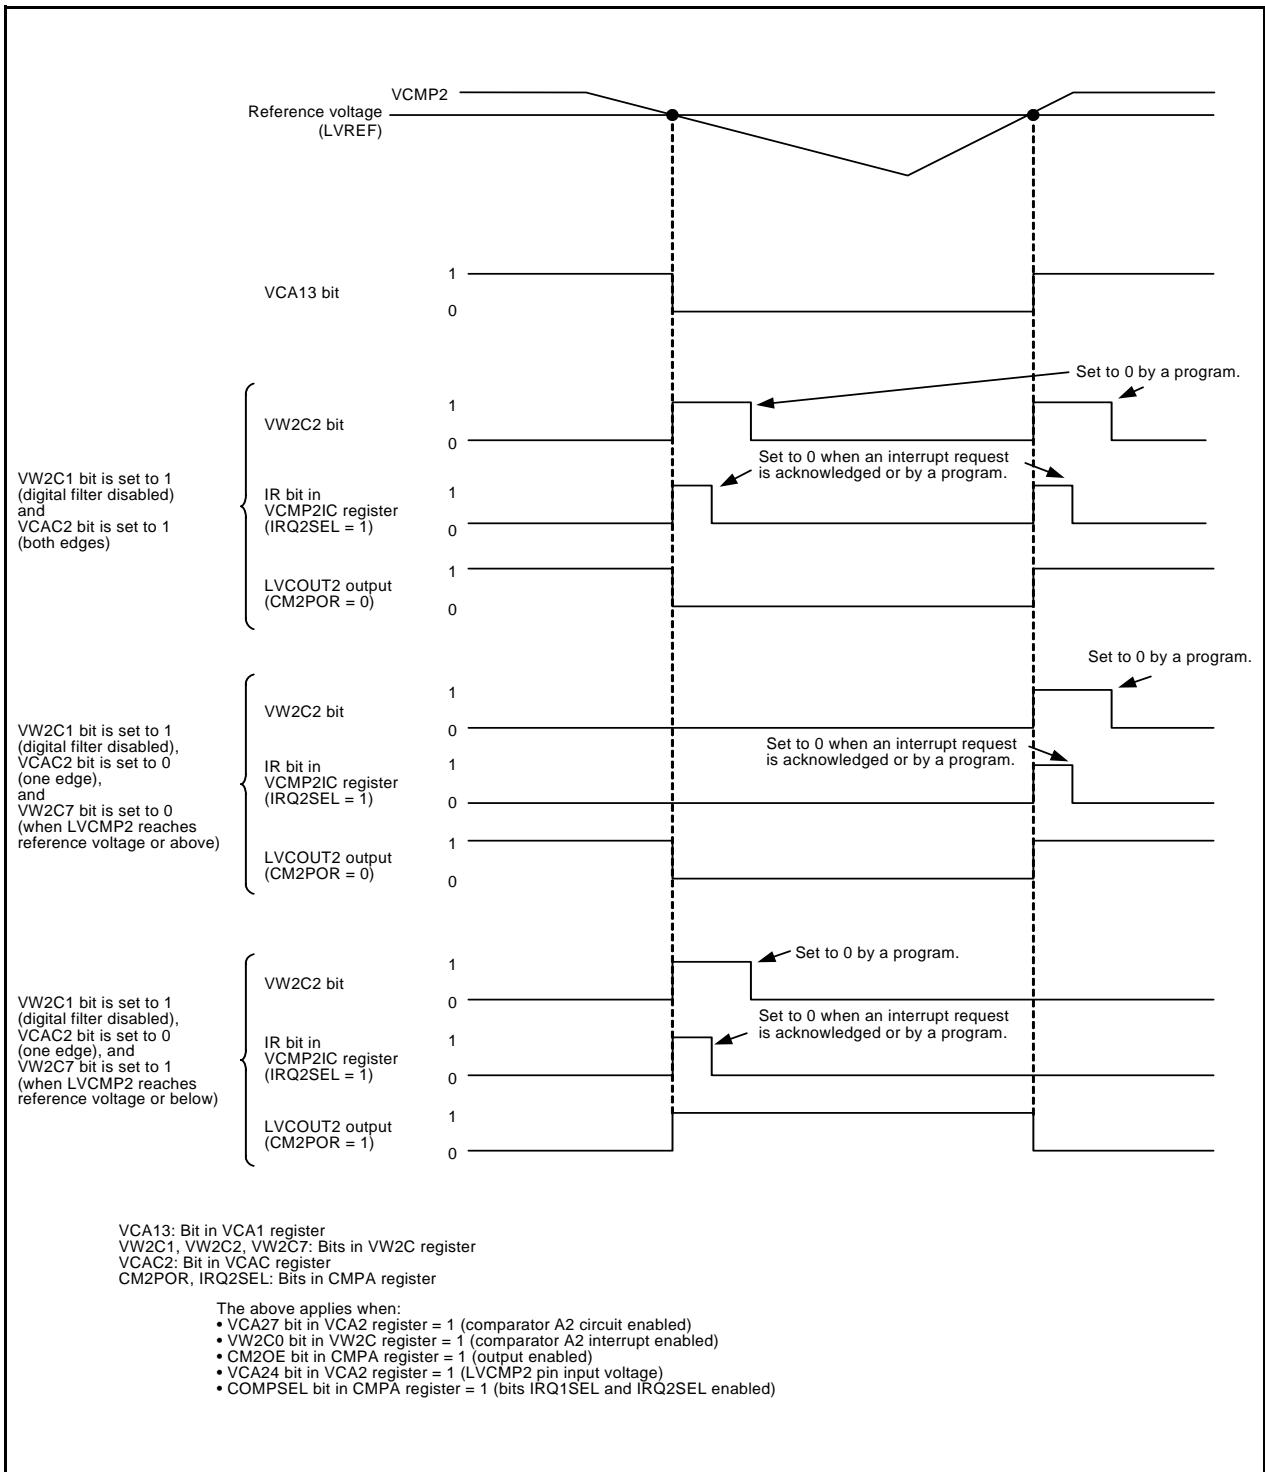 VCMP2
Reference voltage
(LVREF)
VCA13 bit
1
0
Set to 0 by a program.
VW2C1 bit is set to 1
(digital filter disabled)
and
VCAC2 bit is set to 1
(both edges)
VW2C2 bit
1
0
Set to 0 when an interrupt request
is acknowledged or by a program.
IR bit in
VCMP2IC register
(IRQ2SEL = 1)
1
0
LVCOUT2 output
(CM2POR = 0)
1
0
Set to 0 by a program.
VW2C1 bit is set to 1
(digital filter disabled),
VCAC2 bit is set to 0
(one edge),
and
VW2C7 bit is set to 0
(when LVCMP2 reaches
reference voltage or above)
VW2C2 bit
1
0
Set to 0 when an interrupt request
is acknowledged or by a program.
IR bit in
VCMP2IC register
(IRQ2SEL = 1)
1
0
LVCOUT2 output
(CM2POR = 0)
1
0
Set to 0 by a program.
VW2C1 bit is set to 1
(digital filter disabled),
VCAC2 bit is set to 0
(one edge), and
VW2C7 bit is set to 1
(when LVCMP2 reaches
reference voltage or below)
VW2C2 bit
1
0
Set to 0 when an interrupt request
is acknowledged or by a program.
IR bit in
VCMP2IC register
(IRQ2SEL = 1)
1
0
LVCOUT2 output
(CM2POR = 1)
1
0
VCA13: Bit in VCA1 register
VW2C1, VW2C2, VW2C7: Bits in VW2C register
VCAC2: Bit in VCAC register
CM2POR, IRQ2SEL: Bits in CMPA register
The above applies when:
• VCA27 bit in VCA2 register = 1 (comparator A2 circuit enabled)
• VW2C0 bit in VW2C register = 1 (comparator A2 interrupt enabled)
• CM2OE bit in CMPA register = 1 (output enabled)
• VCA24 bit in VCA2 register = 1 (LVCMP2 pin input voltage)
• COMPSEL bit in CMPA register = 1 (bits IRQ1SEL and IRQ2SEL enabled)